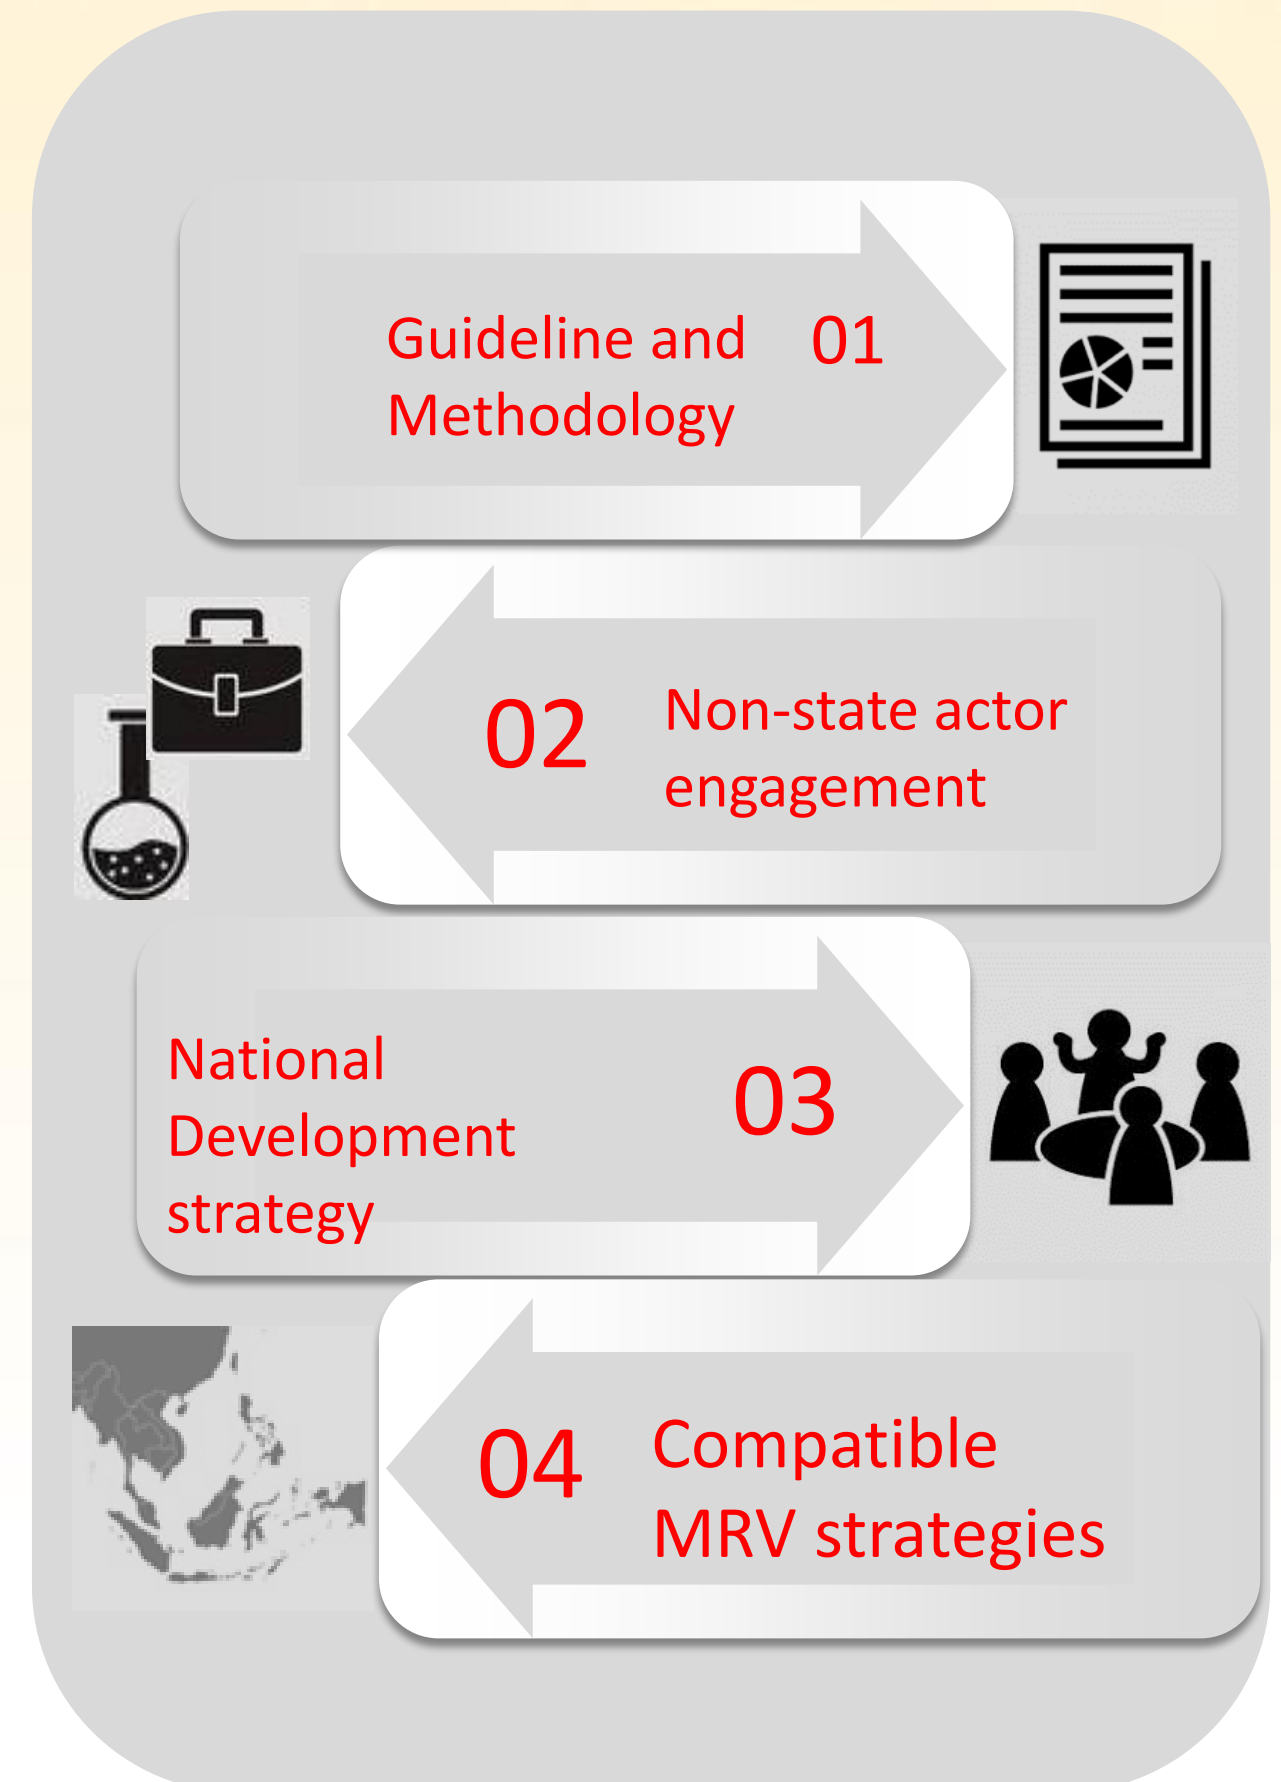 Guideline and 01
Methodology
02 Non-state actor
engagement
National
Development 03
strategy
04 Compatible
MRV strategies